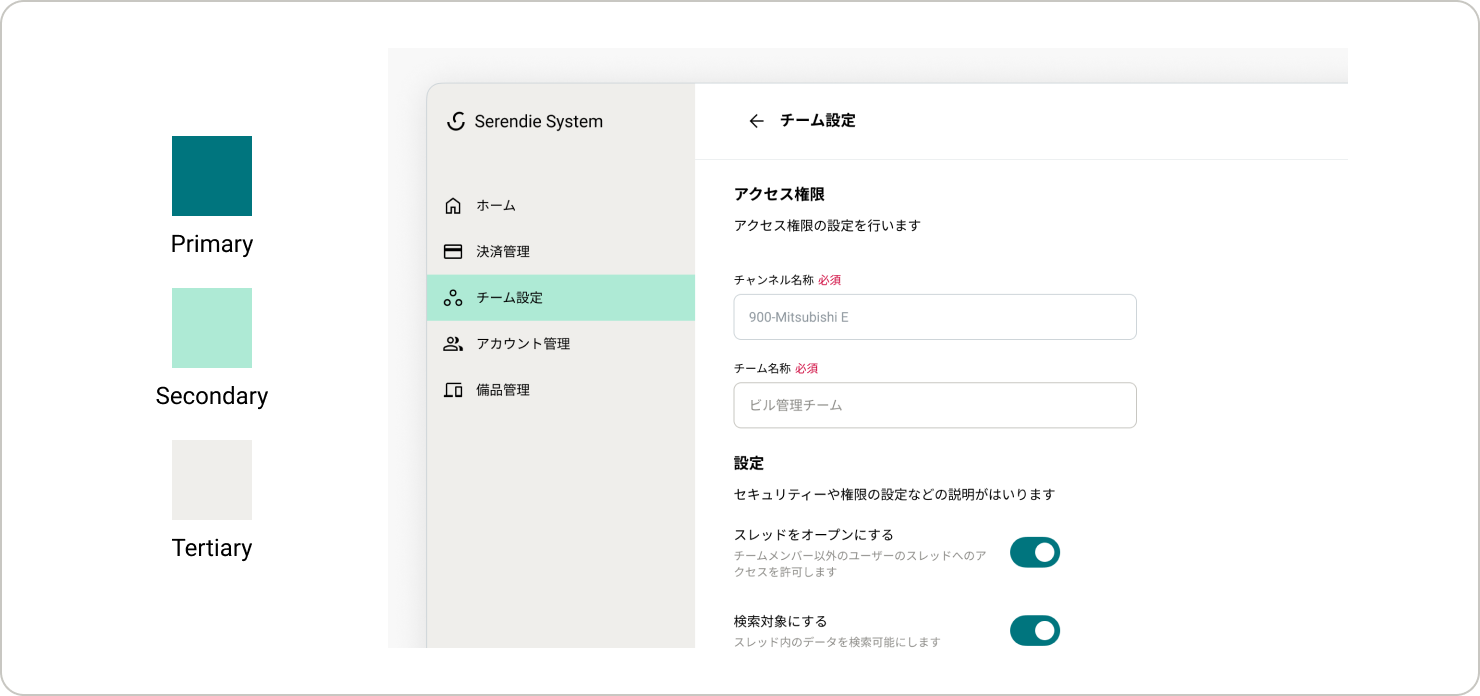 Primary
Secondary
Tertiary
Serendie System
ホーム
決済管理
チーム設定
アカウント管理
備品管理
チーム設定
アクセス権限
アクセス権限の設定を行います
チャンネル名称 必須
900-Mitsubishi E
チーム名称 必須
ビル管理チーム
設定
セキュリティーや権限の設定などの説明がはいります
スレッドをオープンにする
チームメンバー以外のユーザーのスレッドへのア
クセスを許可します
検索対象にする
スレッド内のデータを検索可能にします